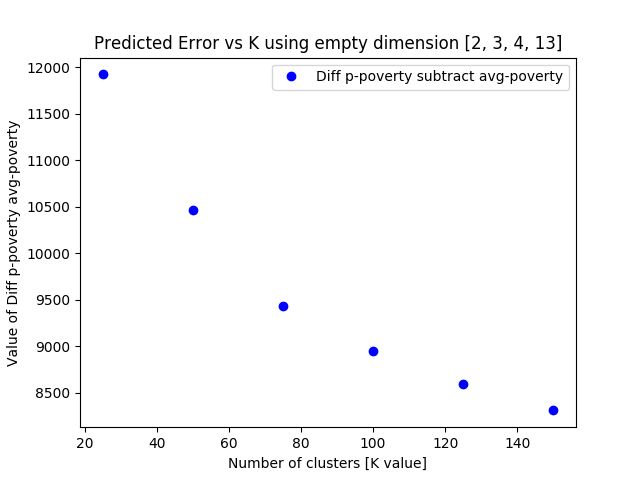 Predicted Error vs K using empty dimension [2, 3, 4, 13]
Diff p-poverty subtract avg-poverty
Value of Diff p-poverty avg-poverty
12000
11500
11000
10500
10000
9500
9000
8500
20 40 60 80 100 120 140
Number of clusters [K value]